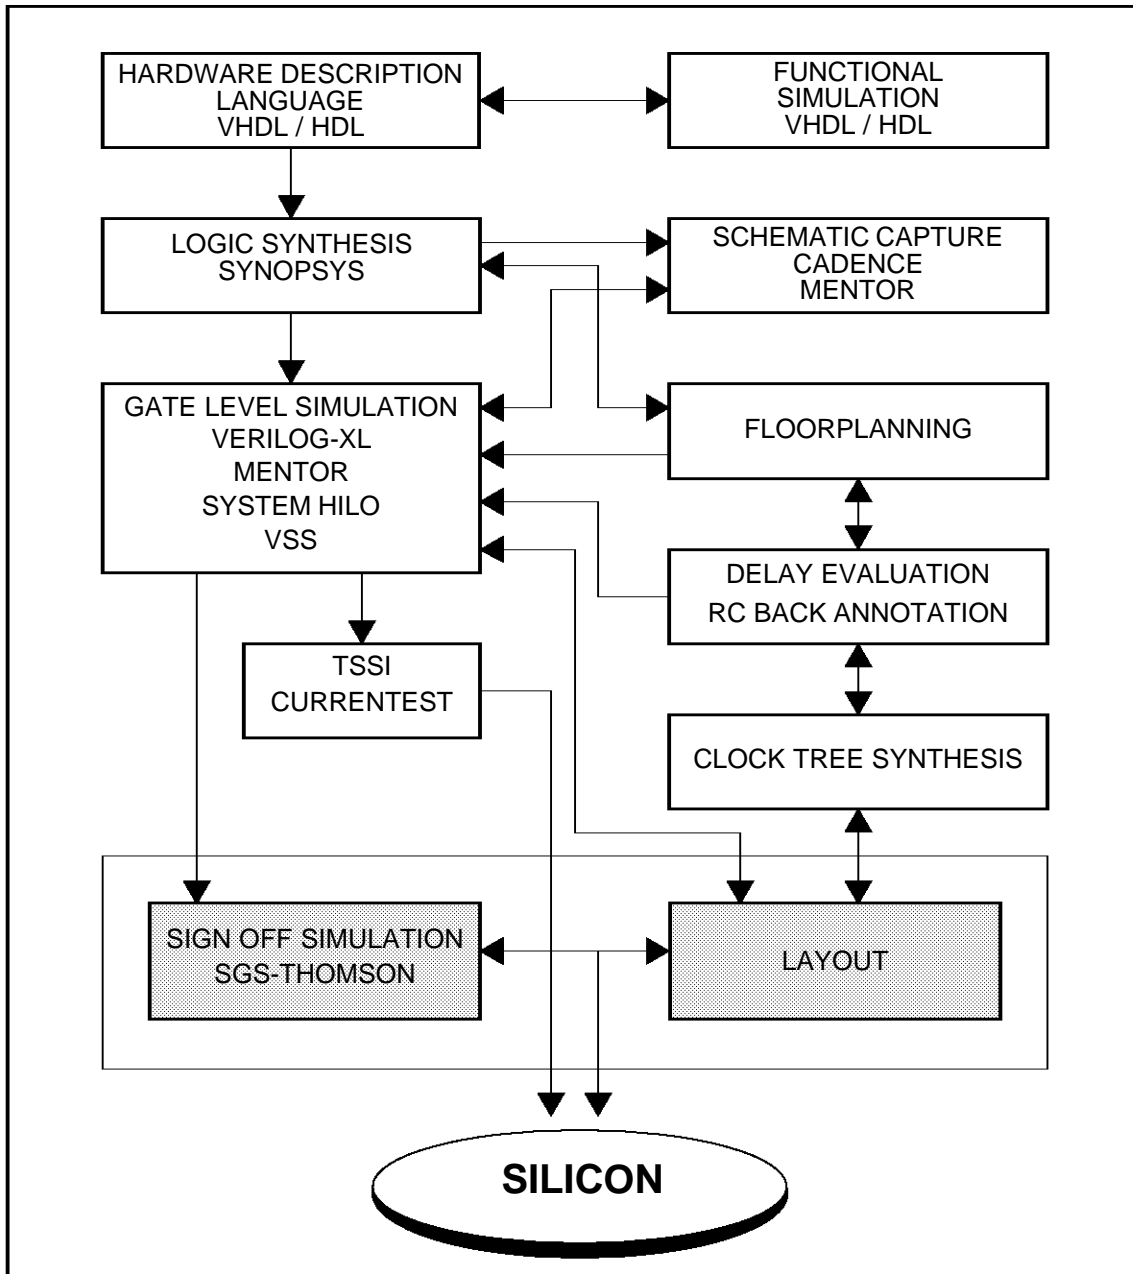 HARDWARE DESCRIPTION
LANGUAGE
VHDL / HDL
FUNCTIONAL
SIMULATION
VHDL / HDL
LOGIC SYNTHESIS
SYNOPSYS
SCHEMATIC CAPTURE
CADENCE
MENTOR
GATE LEVEL SIMULATION
VERILOG-XL
MENTOR
SYSTEM HILO
VSS
FLOORPLANNING
DELAY EVALUATION
RC BACK ANNOTATION
TSSI
CURRENTEST
CLOCK TREE SYNTHESIS
SIGN OFF SIMULATION
SGS-THOMSON
LAYOUT
SILICON